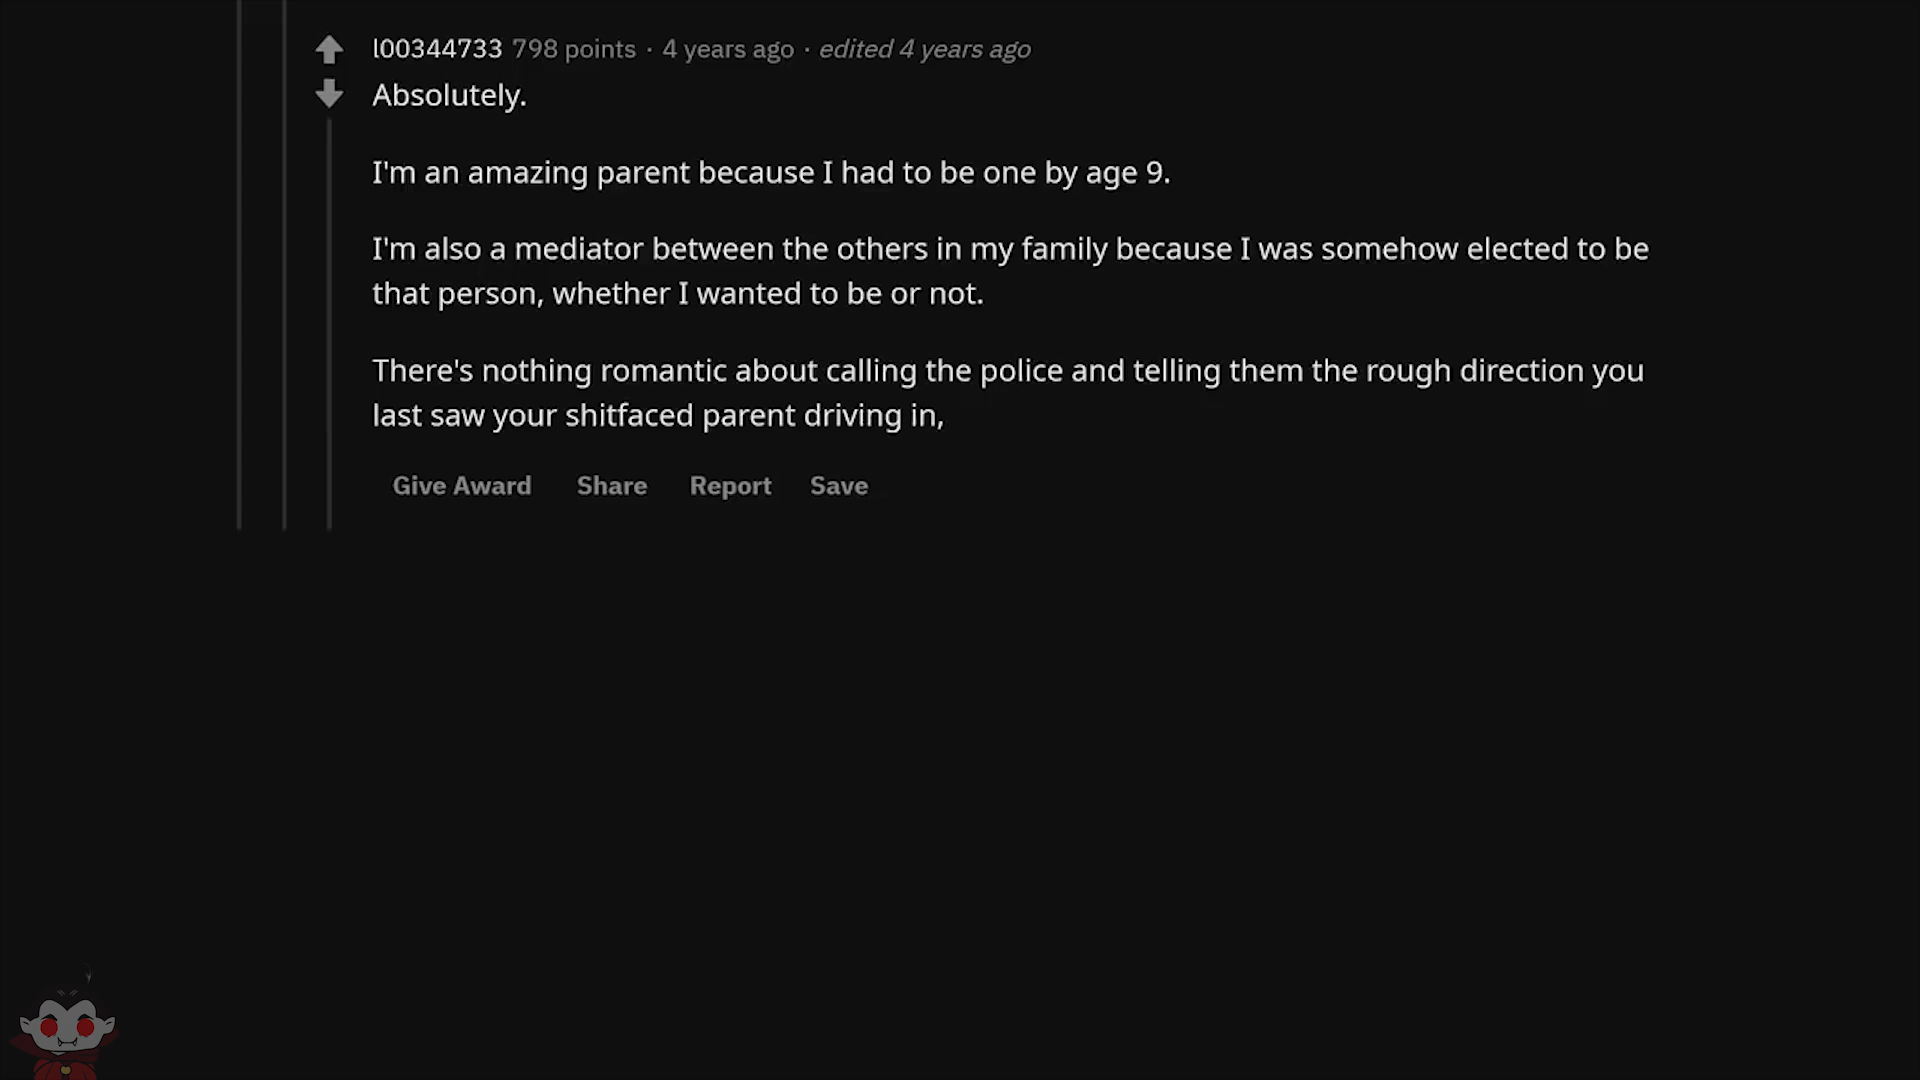 l00344733 798 points · 4 years ago · edited 4 years ago
Absolutely.
I'm an amazing parent because I had to be one by age 9.
I'm also a mediator between the others in my family because I was somehow elected to be
that person, whether I wanted to be or not.
There's nothing romantic about calling the police and telling them the rough direction you
last saw your shitfaced parent driving in,
Give Award Share Report Save